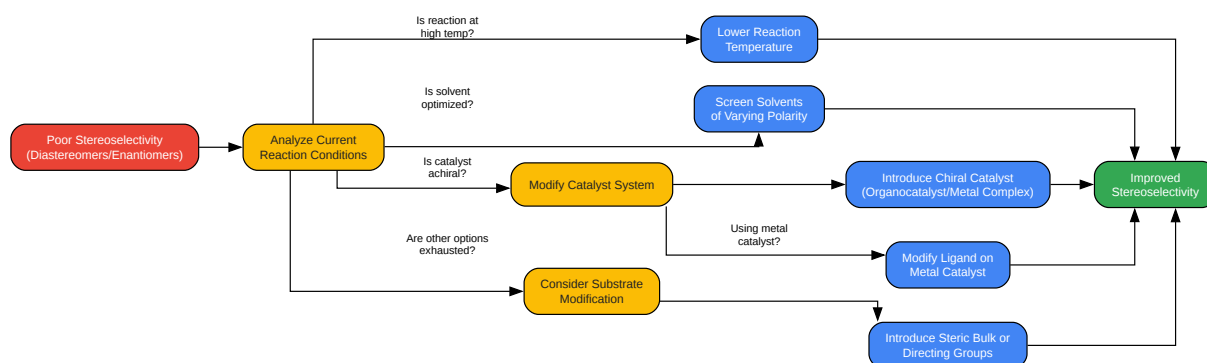 Is reaction at
high temp?
Lower Reaction
Temperature
Is solvent
optimized?
Screen Solvents
of Varying Polarity
Poor Stereoselectivity
(Diastereomers/Enantiomers)
Analyze Current
Reaction Conditions
Is catalyst
achiral?
Modify Catalyst System
Introduce Chiral Catalyst
(Organocatalyst/Metal Complex)
Improved
Stereoselectivity
Using metal
catalyst?
Are other options
exhausted?
Modify Ligand on
Metal Catalyst
Consider Substrate
Modification
Introduce Steric Bulk or
Directing Groups